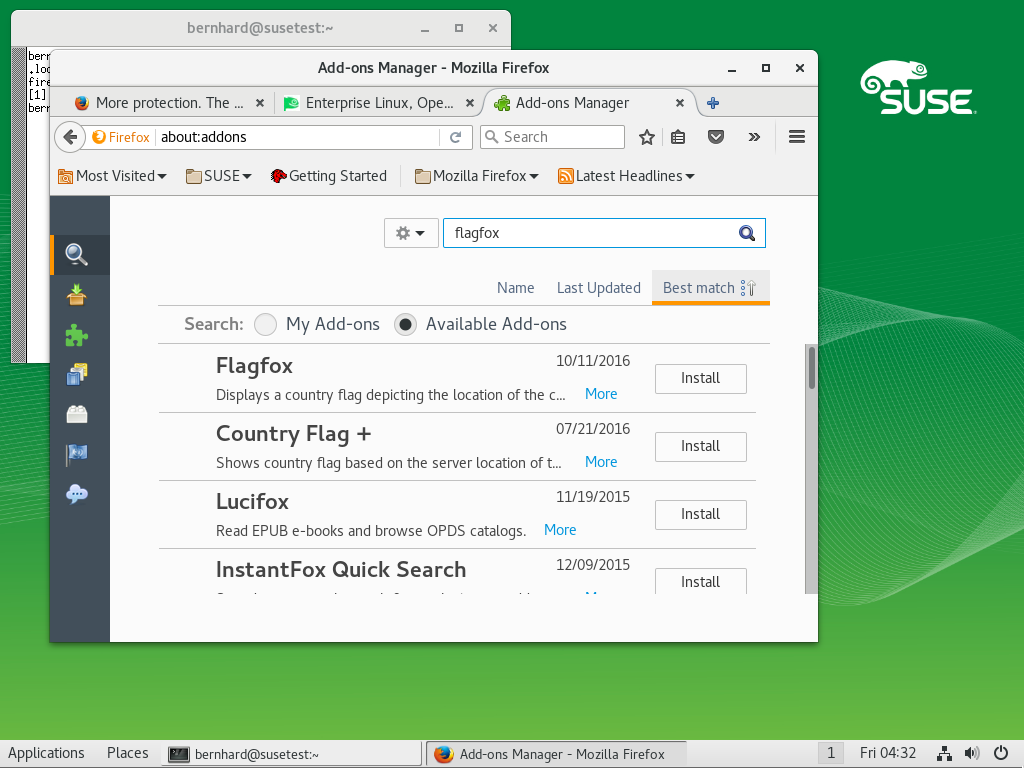 bernhard@susetest:~
bern
.loc
fire
[1]
bern
Add-ons Manager - Mozilla Firefox
More protection. The ...
Enterprise Linux, Ope...
Add-ons Manager
Firefox
about:addons
Search
Most Visited
SUSE
Getting Started
Mozilla Firefox
Latest Headlines
SUSE
flagfox
Name
Last Updated
Best match
Search:
My Add-ons
Available Add-ons
Flagfox
10/11/2016
Install
Displays a country flag depicting the location of the c...
More
Country Flag +
07/21/2016
Install
Shows country flag based on the server location of t...
More
Lucifox
11/19/2015
Install
Read EPUB e-books and browse OPDS catalogs.
More
InstantFox Quick Search
12/09/2015
Install
Applications
Places
bernhard@susetest:~
Add-ons Manager - Mozilla Firefox
1
Fri 04:32